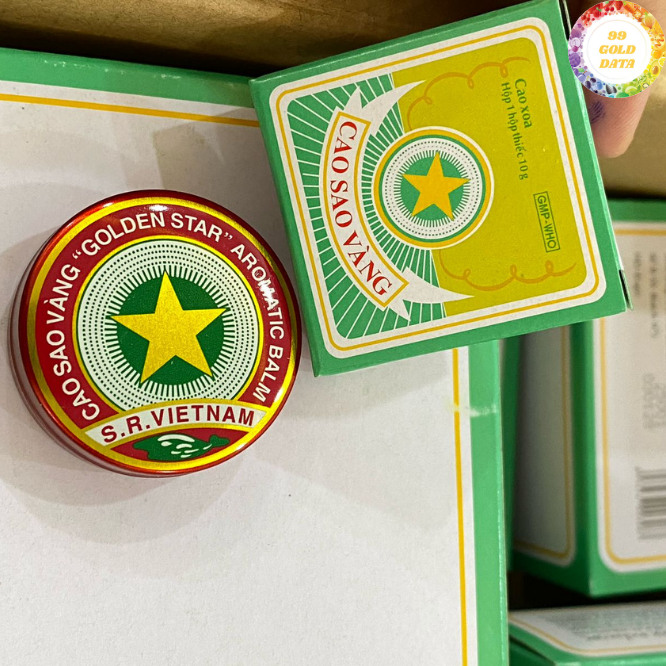 99
GOLD
DATA
Cao xoa
Hộp 1 hộp thiếc 10 g
GMP-WHO
CAO SAO VÀNG
CAO SAO VÀNG "GOLDEN STAR" AROMATIC BALM
S.R.VIETNAM